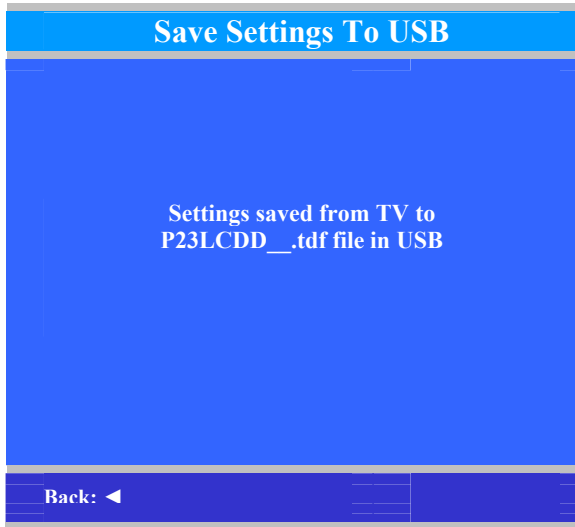 Save Settings To USB
Settings saved from TV to
P23LCDD__.tdf file in USB
Back: ◄